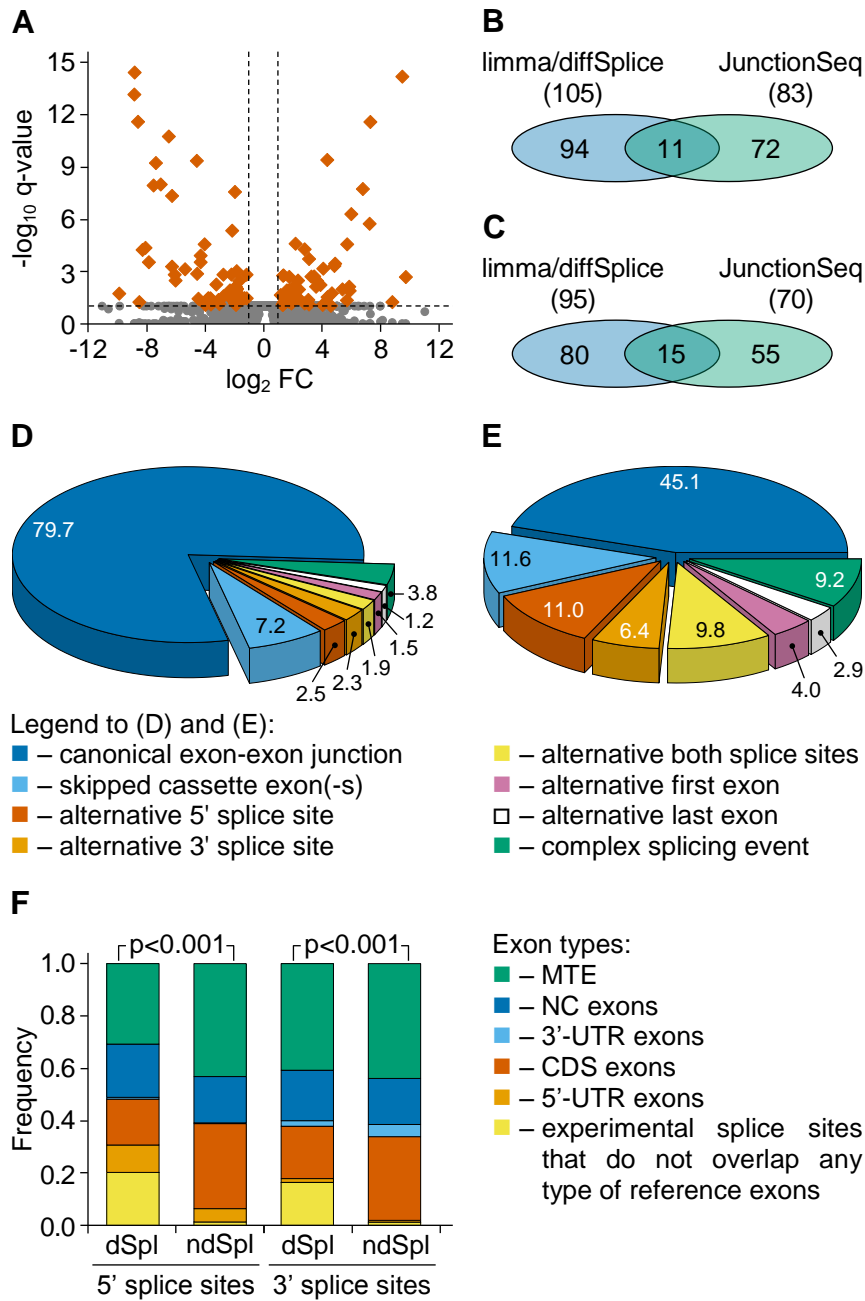 A
-log10 q-value
15
12
9
6
3
0
-12 -8 -4 0 4 8 12
log2 FC
B
limma/diffSplice JunctionSeq
(105) (83)
94 11 72
C
limma/diffSplice JunctionSeq
(95) (70)
80 15 55
D
79.7
7.2
2.5
2.3
1.9
1.5
1.2
3.8
E
45.1
11.6
11.0
6.4
9.8
4.0
2.9
9.2
Legend to (D) and (E):
– canonical exon-exon junction
– skipped cassette exon(-s)
– alternative 5' splice site
– alternative 3' splice site
– alternative both splice sites
– alternative first exon
– alternative last exon
– complex splicing event
F
p<0.001 p<0.001
Frequency
1.0
0.8
0.6
0.4
0.2
0.0
dSpl ndSpl dSpl ndSpl
5’ splice sites 3’ splice sites
Exon types:
– MTE
– NC exons
– 3’-UTR exons
– CDS exons
– 5’-UTR exons
– experimental splice sites
that do not overlap any
type of reference exons